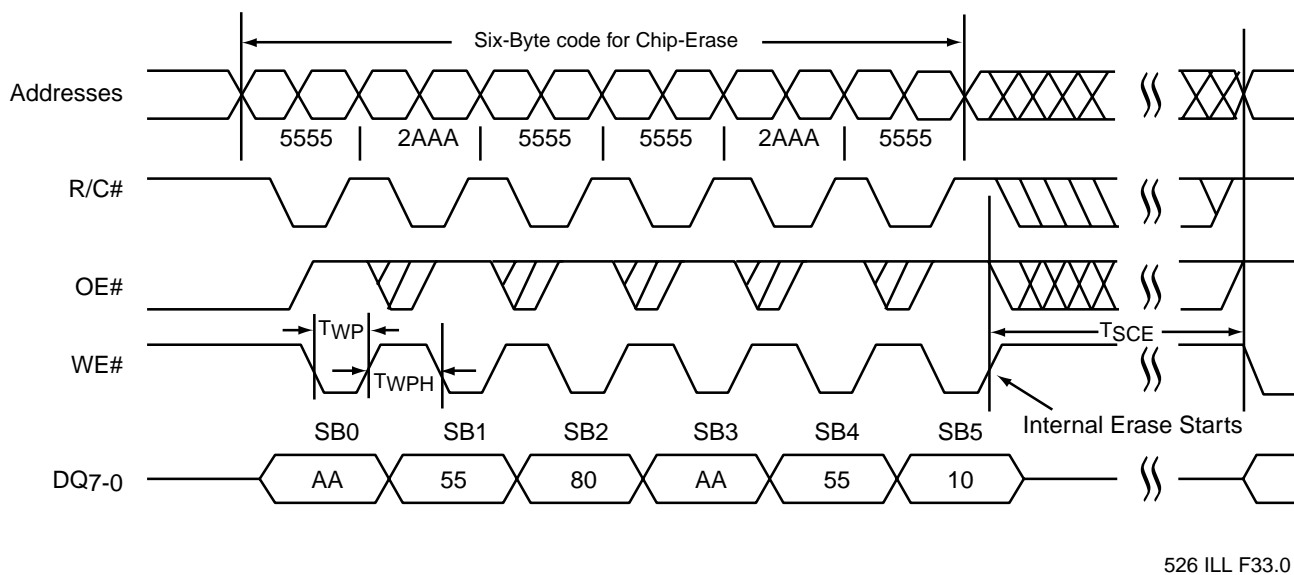 Six-Byte code for Chip-Erase
Addresses
5555 2AAA 5555 5555 2AAA 5555
R/C#
OE#
TWP
TSCE
WE#
TWPH
Internal Erase Starts
SB0 SB1 SB2 SB3 SB4 SB5
DQ7-0
AA 55 80 AA 55 10
526 ILL F33.0